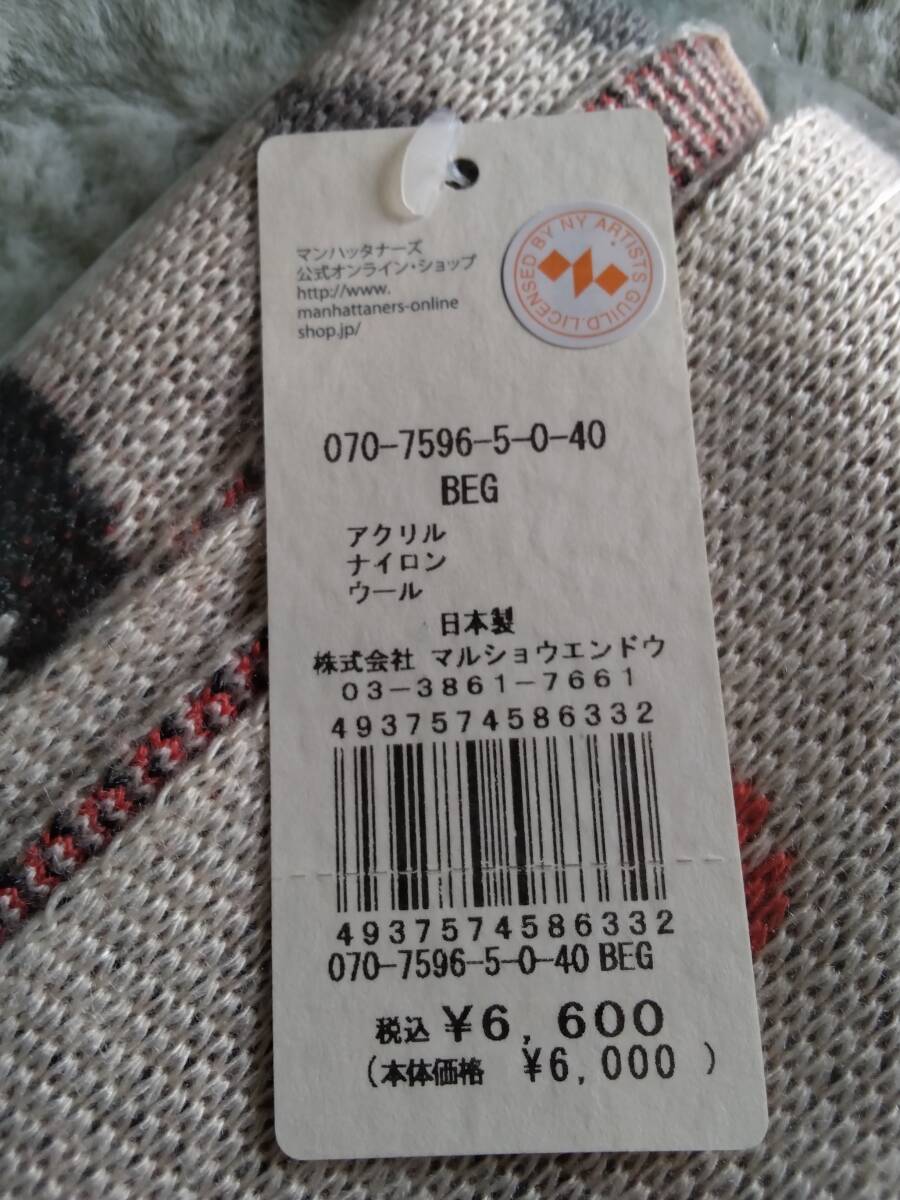 マンハッタナーズ
公式オンライン・ショップ
http://www.
manhattaners-online
shop.jp/
LICENSED BY NY ARTISTS GUILD.
070-7596-5-0-40
BEG
アクリル
ナイロン
ウール
日本製
株式会社 マルショウエンドウ
03-3861-7661
4937574586332
4937574586332
070-7596-5-0-40 BEG
税込 ¥6,600
(本体価格 ¥6,000 )